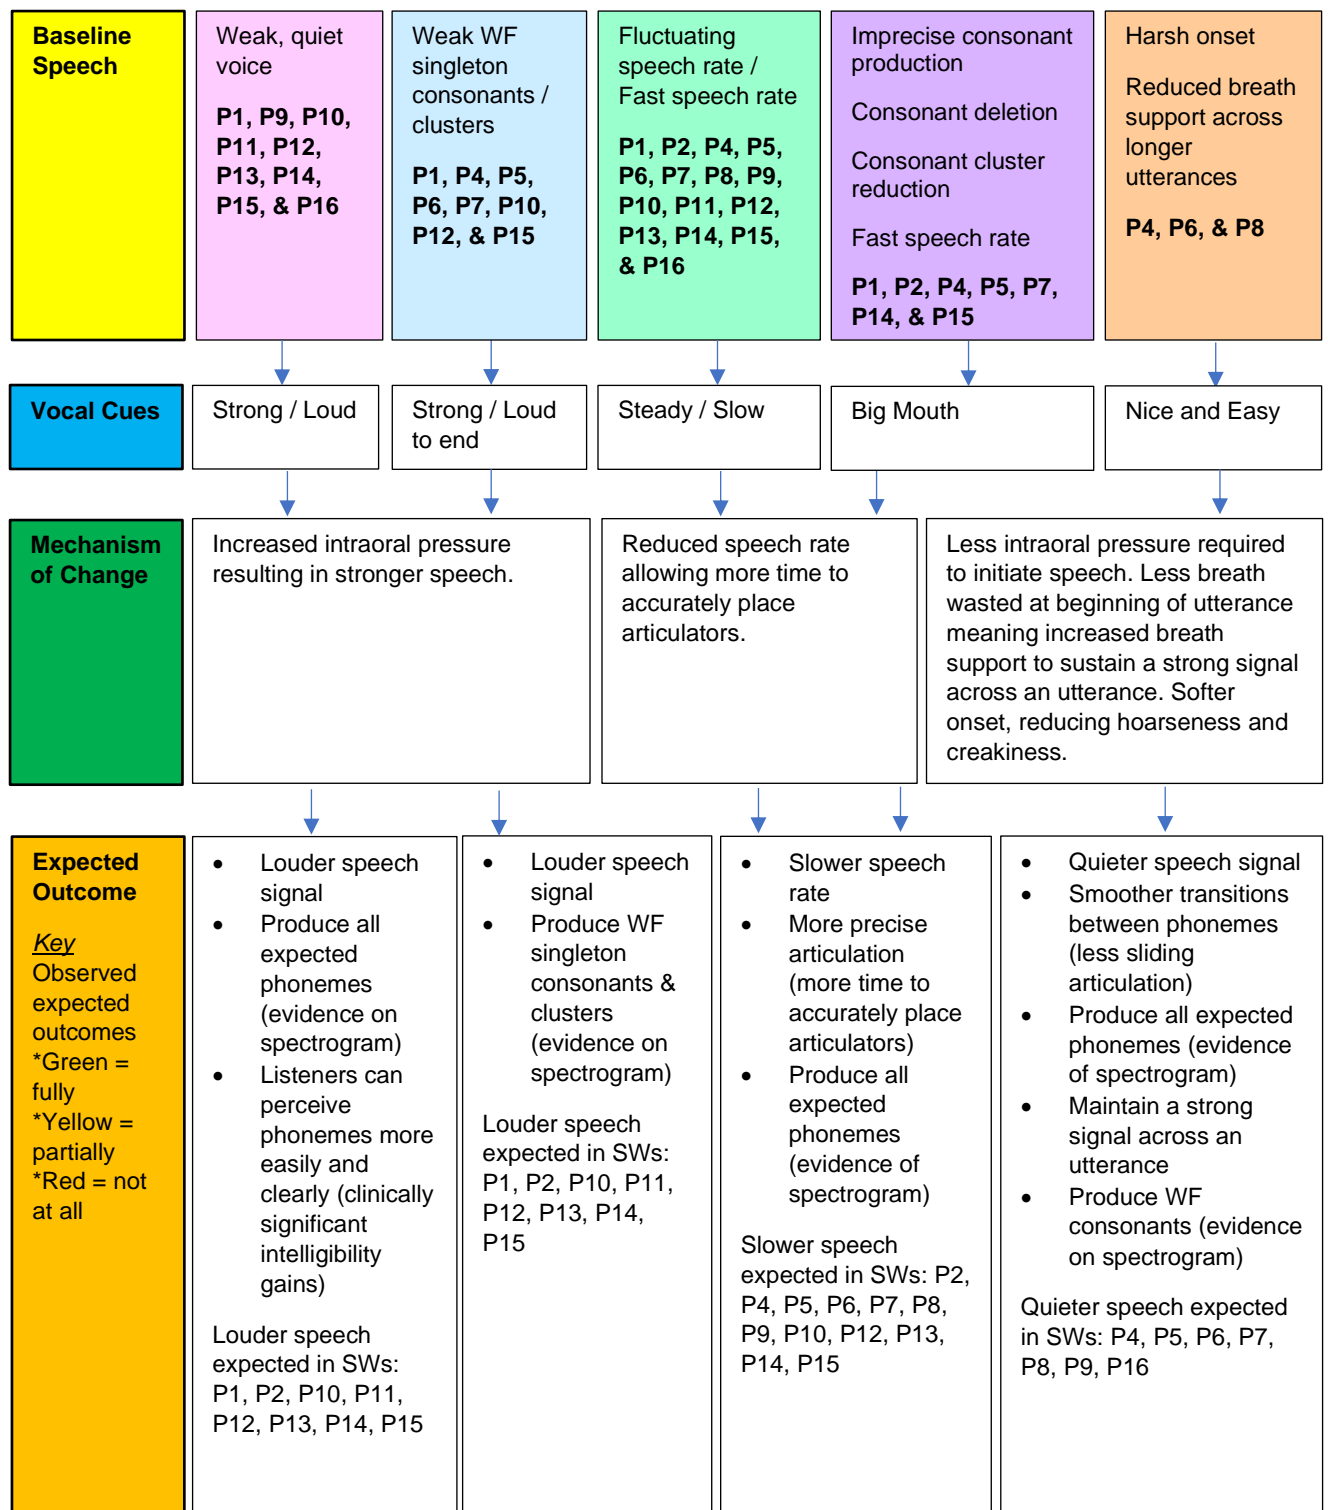 Baseline
Speech
Weak, quiet
voice
P1, P9, P10,
P11, P12,
P13, P14,
P15, & P16
Weak WF
singleton
consonants /
clusters
P1, P4, P5,
P6, P7, P10,
P12, & P15
Fluctuating
speech rate /
Fast speech rate
P1, P2, P4, P5,
P6, P7, P8, P9,
P10, P11, P12,
P13, P14, P15,
& P16
Imprecise consonant
production
Consonant deletion
Consonant cluster
reduction
Fast speech rate
P1, P2, P4, P5, P7,
P14, & P15
Harsh onset
Reduced breath
support across
longer
utterances
P4, P6, & P8
Vocal Cues
Strong / Loud
Strong / Loud
to end
Steady / Slow
Big Mouth
Nice and Easy
Mechanism
of Change
Increased intraoral pressure
resulting in stronger speech.
Reduced speech rate
allowing more time to
accurately place
articulators.
Less intraoral pressure required
to initiate speech. Less breath
wasted at beginning of utterance
meaning increased breath
support to sustain a strong signal
across an utterance. Softer
onset, reducing hoarseness and
creakiness.
Expected
Outcome
Key
Observed
expected
outcomes
*Green =
fully
*Yellow =
partially
*Red = not
at all
• Louder speech
signal
• Produce all
expected
phonemes
(evidence on
spectrogram)
• Listeners can
perceive
phonemes more
easily and
clearly (clinically
significant
intelligibility
gains)
Louder speech
expected in SWs:
P1, P2, P10, P11,
P12, P13, P14, P15
• Louder speech
signal
• Produce WF
singleton
consonants &
clusters
(evidence on
spectrogram)
Louder speech
expected in SWs:
P1, P2, P10, P11,
P12, P13, P14,
P15
• Slower speech
rate
• More precise
articulation
(more time to
accurately place
articulators)
• Produce all
expected
phonemes
(evidence of
spectrogram)
Slower speech
expected in SWs: P2,
P4, P5, P6, P7, P8,
P9, P10, P12, P13,
P14, P15
• Quieter speech signal
• Smoother transitions
between phonemes
(less sliding
articulation)
• Produce all expected
phonemes (evidence
of spectrogram)
• Maintain a strong
signal across an
utterance
• Produce WF
consonants (evidence
on spectrogram)
Quieter speech expected
in SWs: P4, P5, P6, P7,
P8, P9, P16